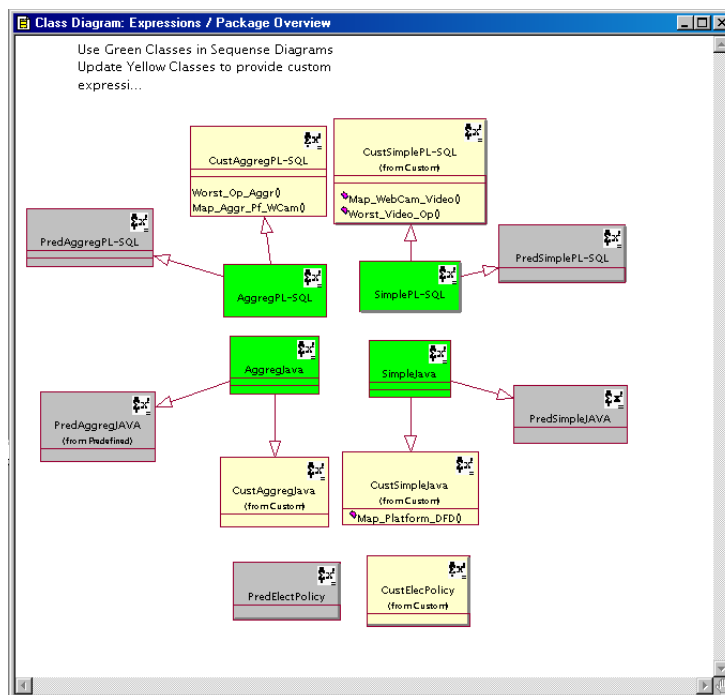 Class Diagram: Expressions / Package Overview
Use Green Classes in Sequense Diagrams
Update Yellow Classes to provide custom
expressi...
CustAggregPL-SQL
Worst_Op_Aggr()
Map_Aggr_Pf_WCam()
CustSimplePL-SQL
(from Custom)
Map_WebCam_Video()
Worst_Video_Op()
PredAggregPL-SQL
AggregPL-SQL
SimplePL-SQL
PredSimplePL-SQL
AggregJava
SimpleJava
PredAggregJAVA
(from Predefined)
PredSimpleJAVA
CustAggregJava
(from Custom)
CustSimpleJava
(from Custom)
Map_Platform_DFD()
PredElectPolicy
CustElecPolicy
(from Custom)